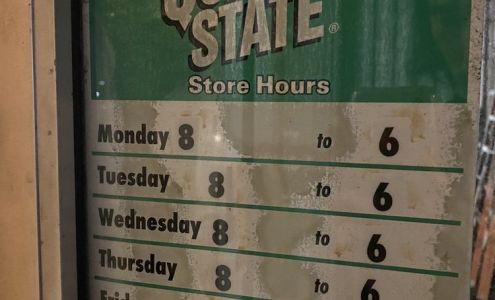 STATE®
Store Hours
Monday 8 to 6
Tuesday 8 to 6
Wednesday 8 to 6
Thursday 8 to 6